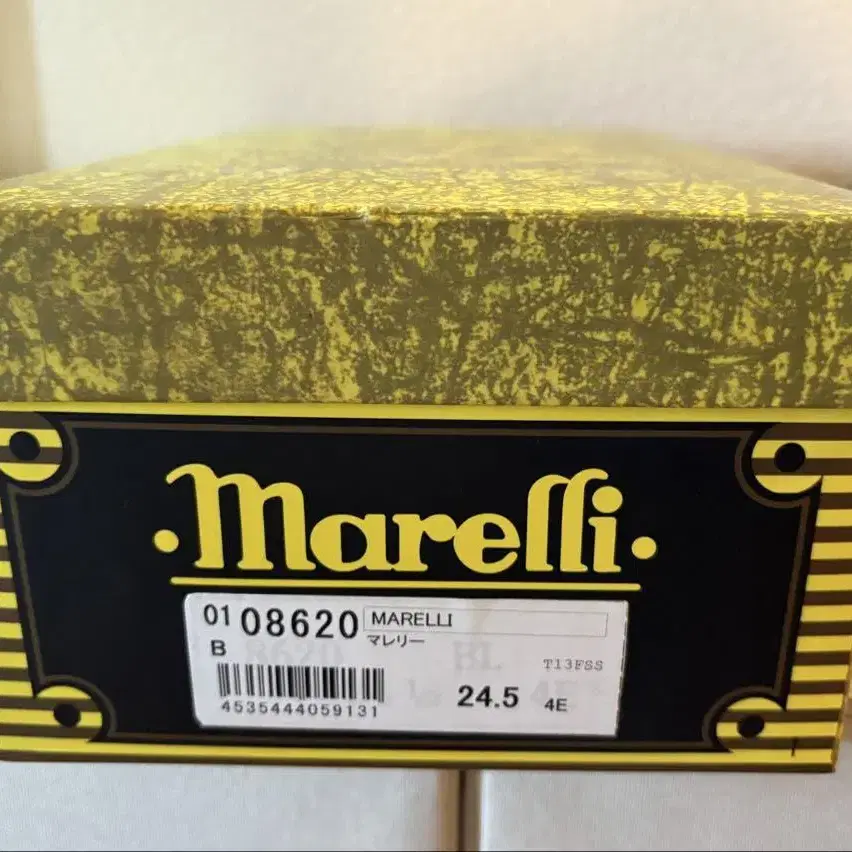 ·marelli·
01 08620 MARELLI
B マレリー
T13FSS
4535444059131 24.5 4E